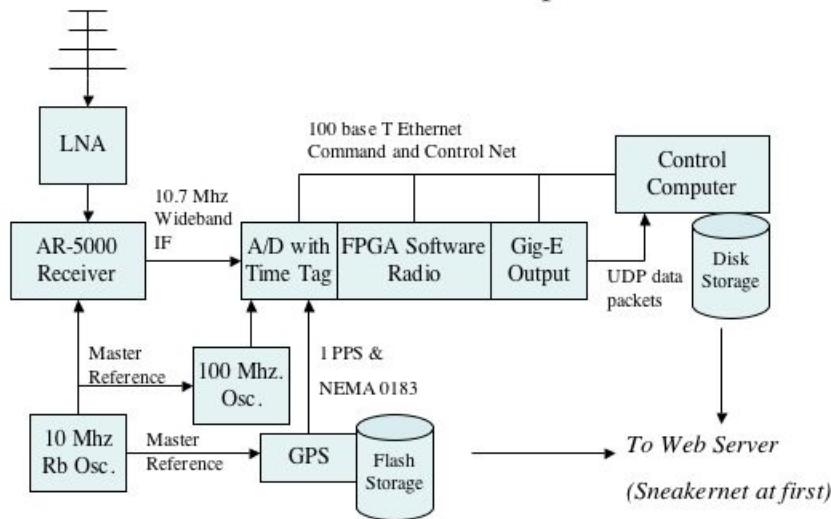 LNA
100 base T Ethernet
Command and Control Net
Control
Computer
10.7 Mhz
Wideband
IF
AR-5000
Receiver
A/D with
Time Tag
FPGA Software
Radio
Gig-E
Output
Disk
Storage
UDP data
packets
Master
Reference
100 Mhz.
Osc.
1 PPS &
NEMA 0183
10 Mhz
Rb Osc.
Master
Reference
GPS
Flash
Storage
To Web Server
(Sneakernet at first)